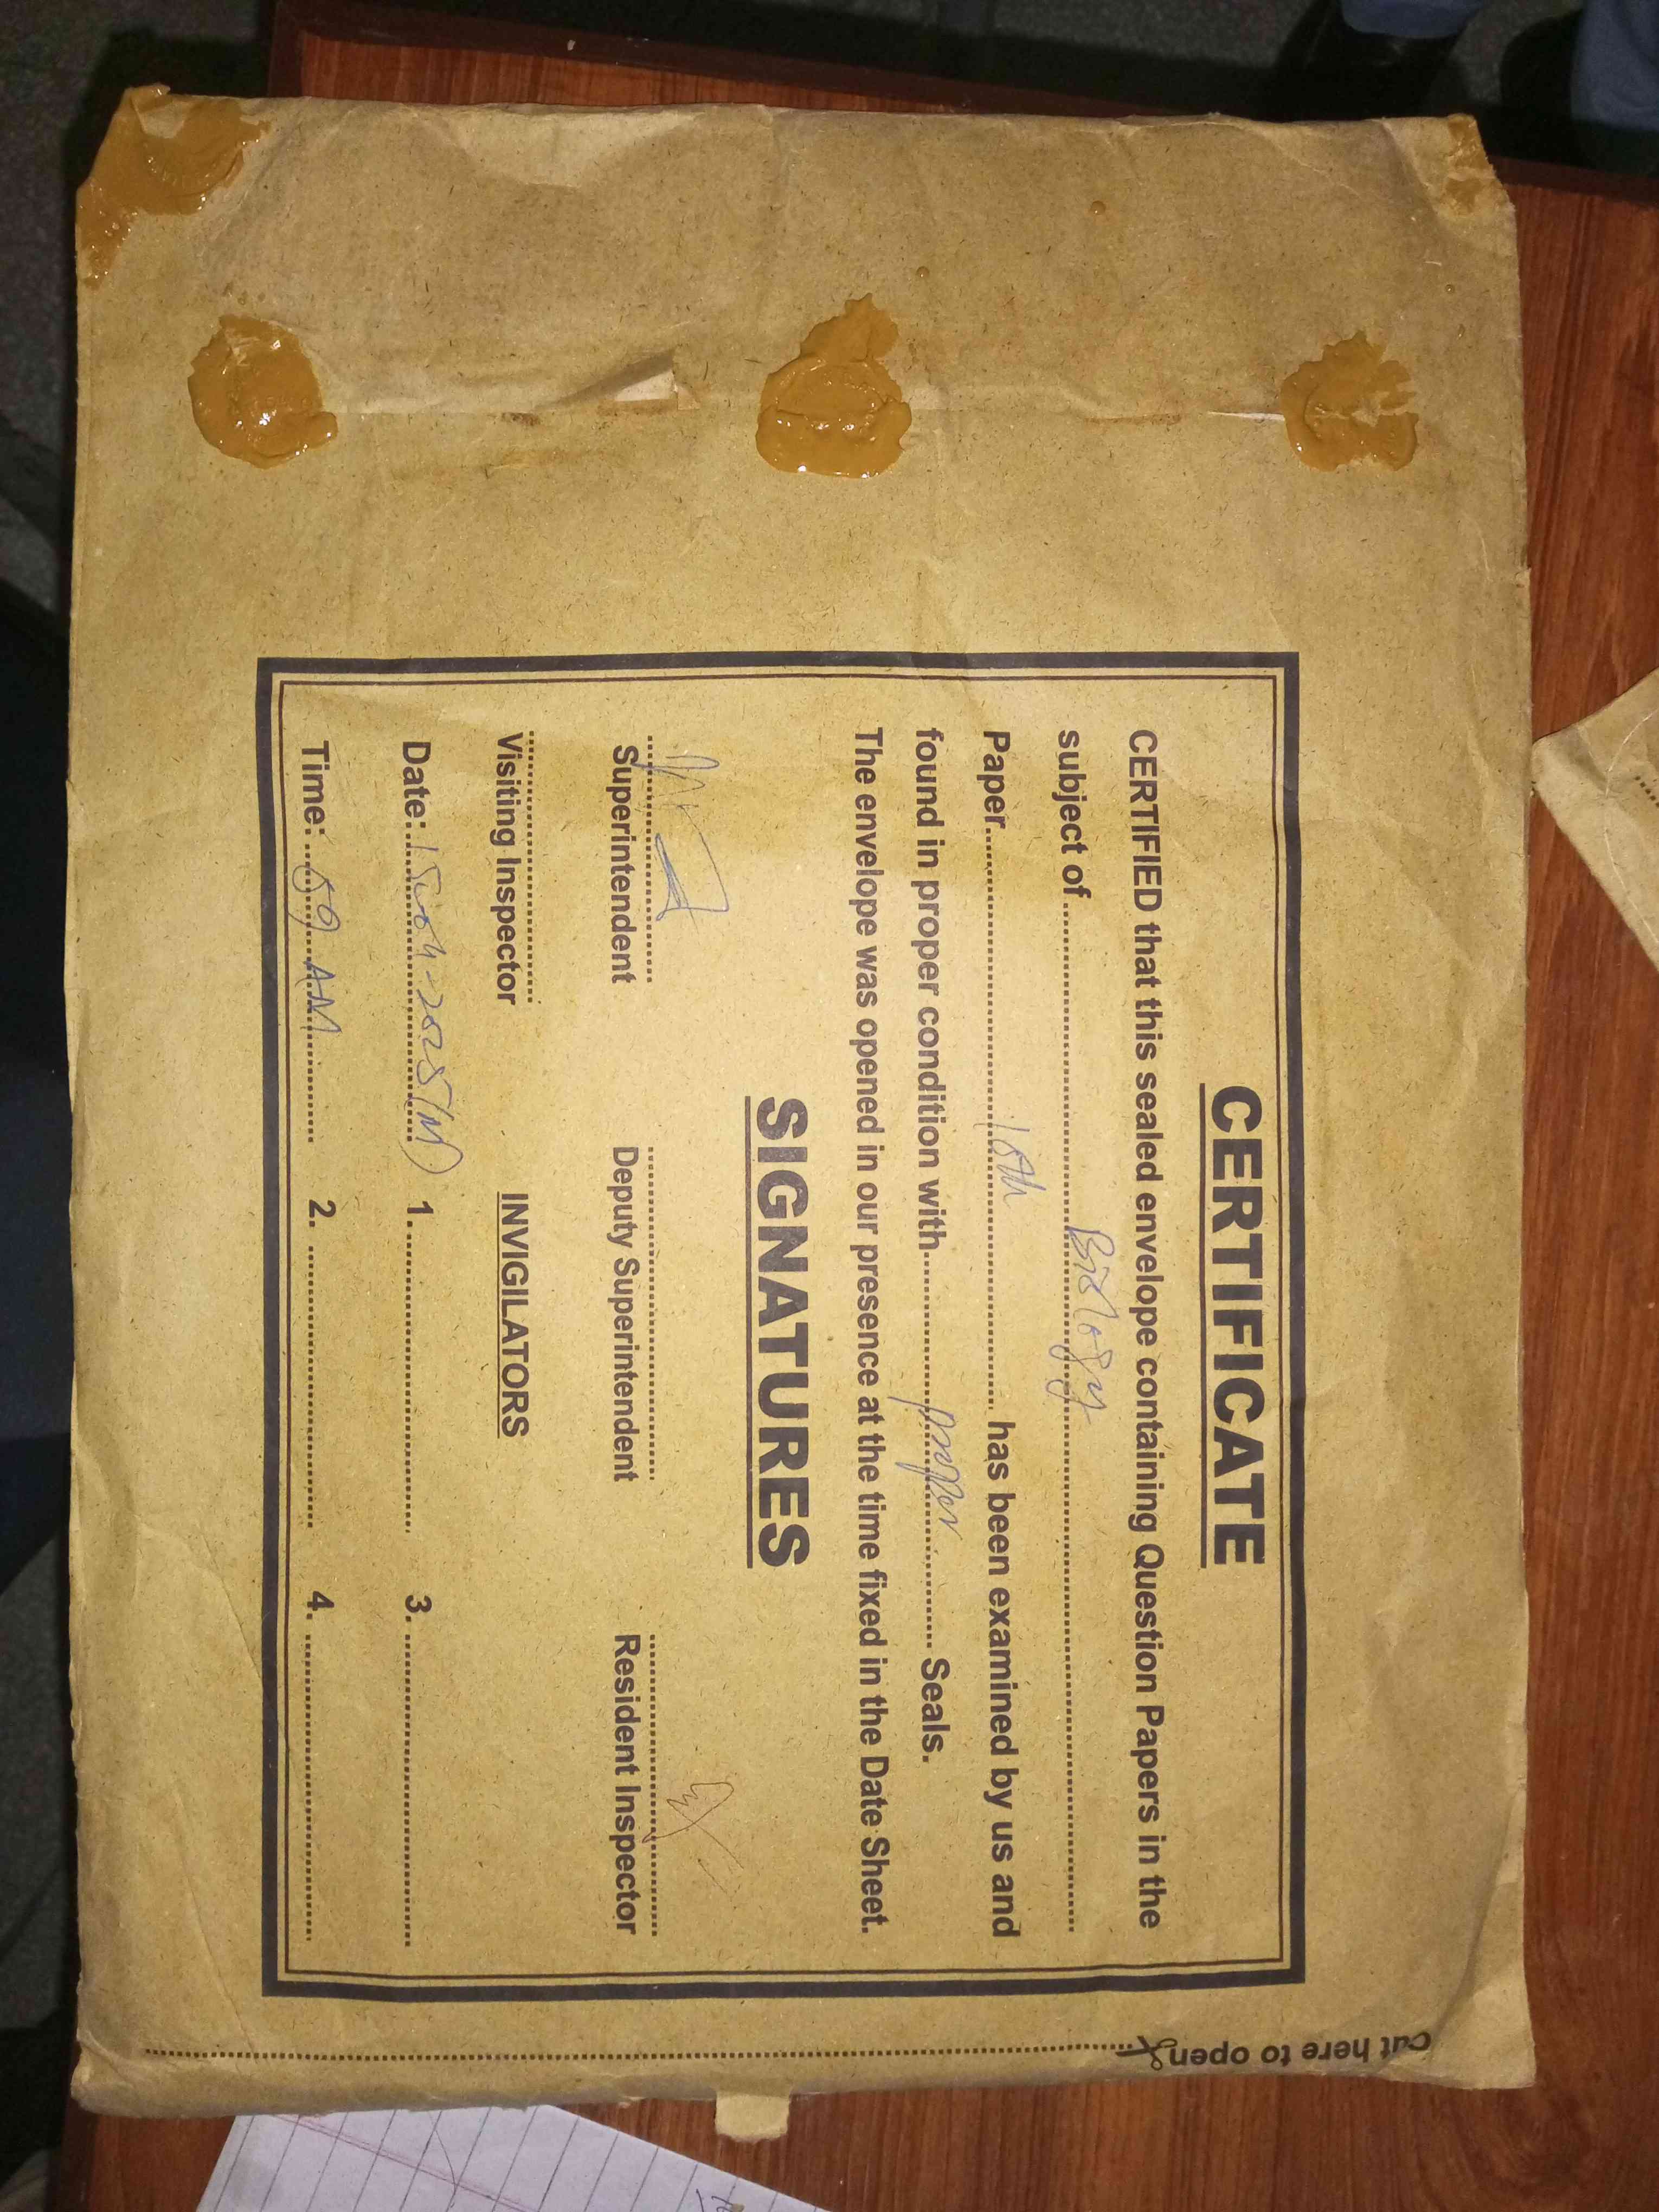 CERTIFICATE
CERTIFIED that this sealed envelope containing Question Papers in the
subject of Biology
Paper 10th has been examined by us and
found in proper condition with proper Seals.
The envelope was opened in our presence at the time fixed in the Date Sheet.
SIGNATURES
Superintendent Deputy Superintendent Resident Inspector
Visiting Inspector INVIGILATORS
Date: 15-04-2025 (M) 1. 3.
Time: 09 AM 2. 4.
Cut here to open